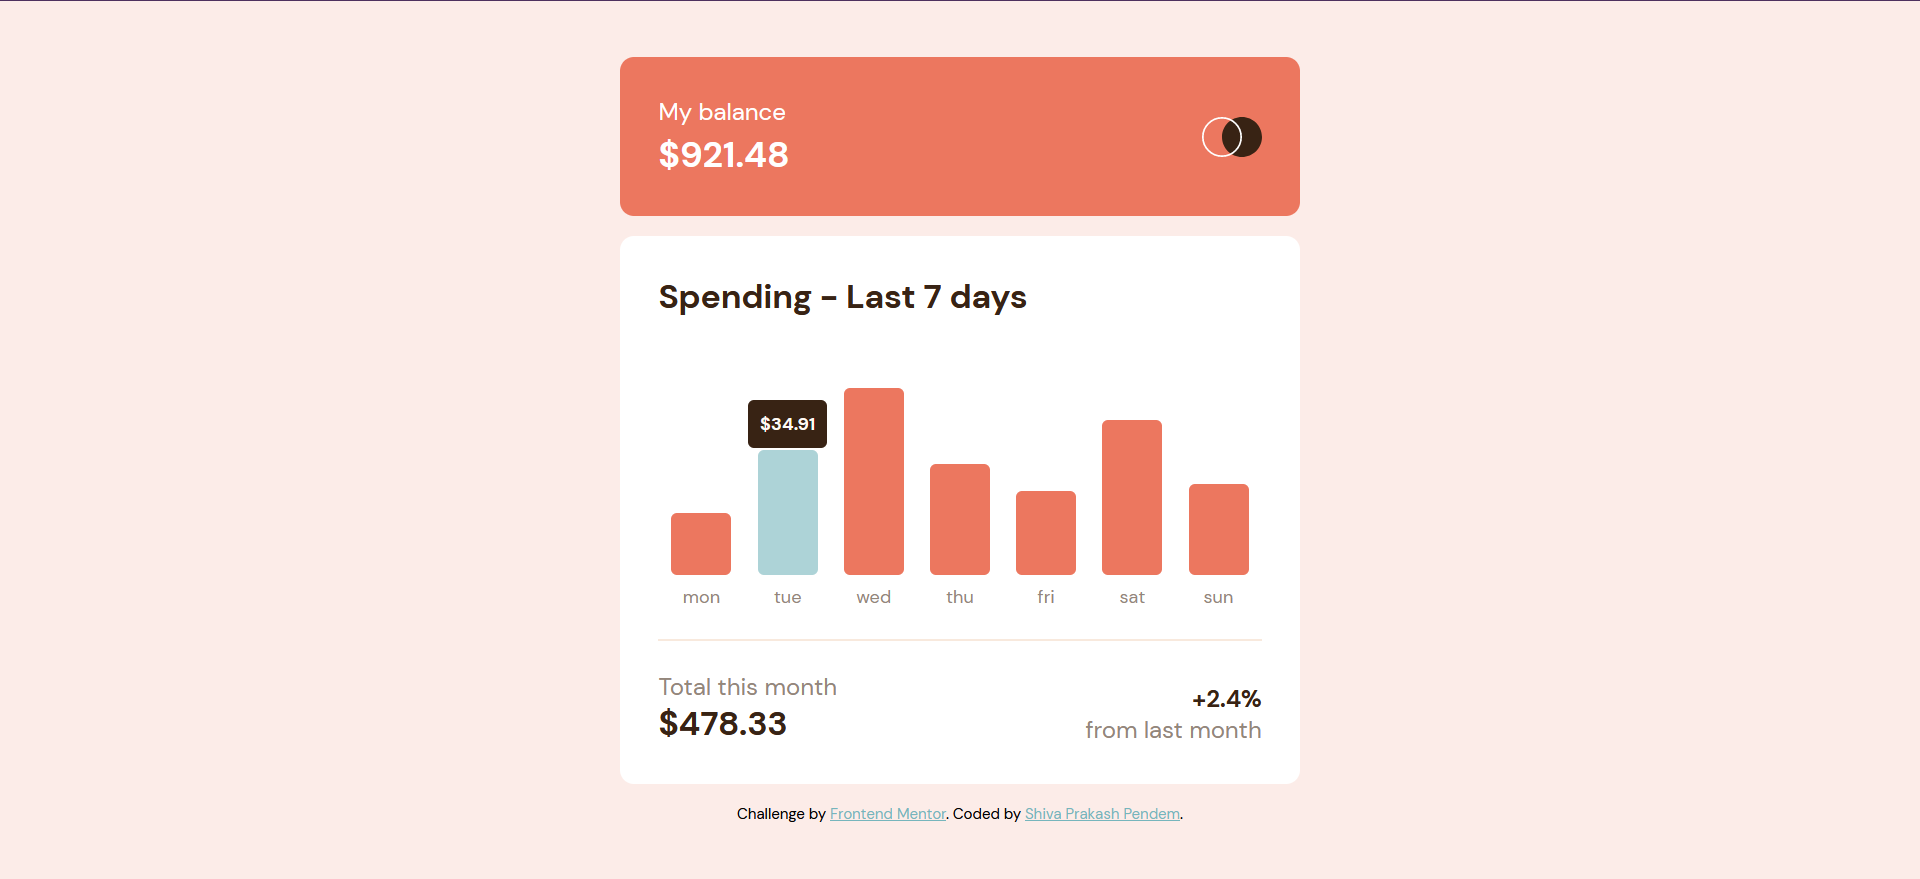 My balance
$921.48
Spending - Last 7 days
$34.91
mon tue wed thu fri sat sun
Total this month
$478.33
+2.4%
from last month
Challenge by Frontend Mentor. Coded by Shiva Prakash Pendem.